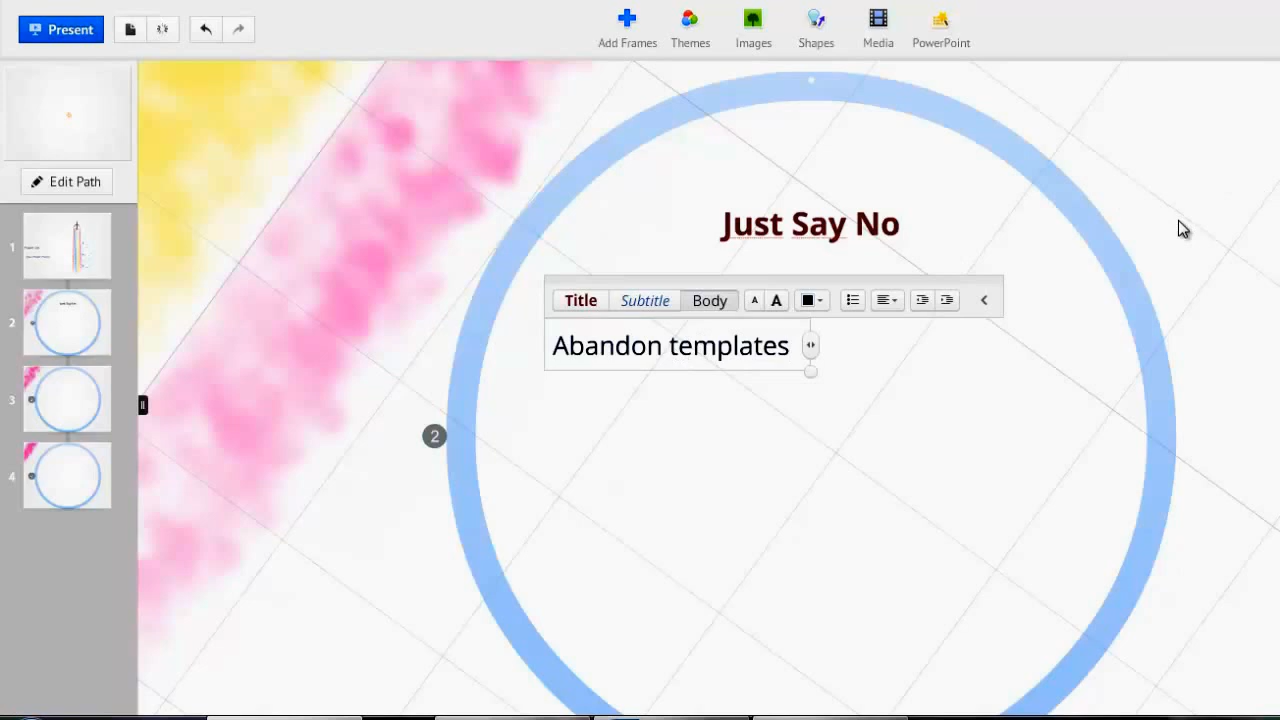 Present
Add Frames
Themes
Images
Shapes
Media
PowerPoint
Edit Path
1
2
3
4
Just Say No
Title
Subtitle
Body
A
A
Abandon templates
2